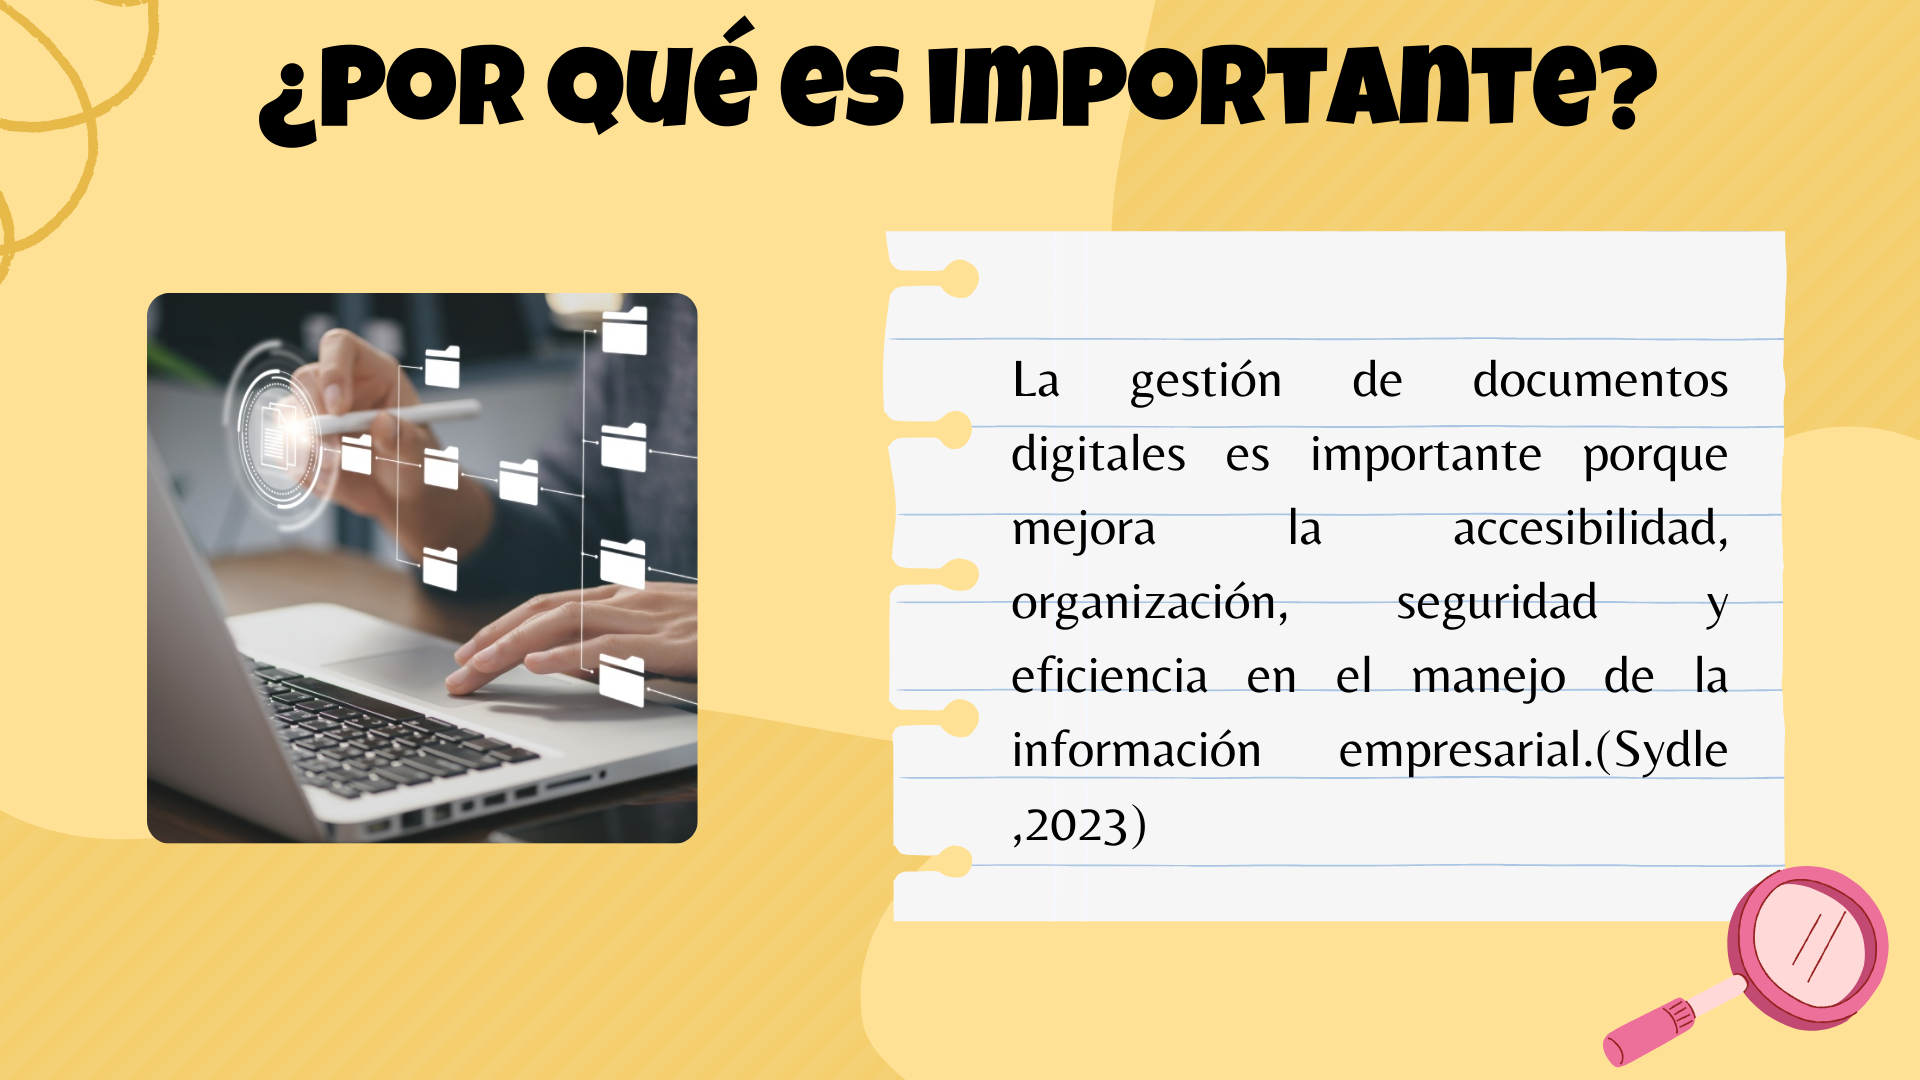 ¿POR QUÉ ES IMPORTANTE?
La gestión de documentos
digitales es importante porque
mejora la accesibilidad,
organización, seguridad y
eficiencia en el manejo de la
información empresarial.(Sydle
,2023)